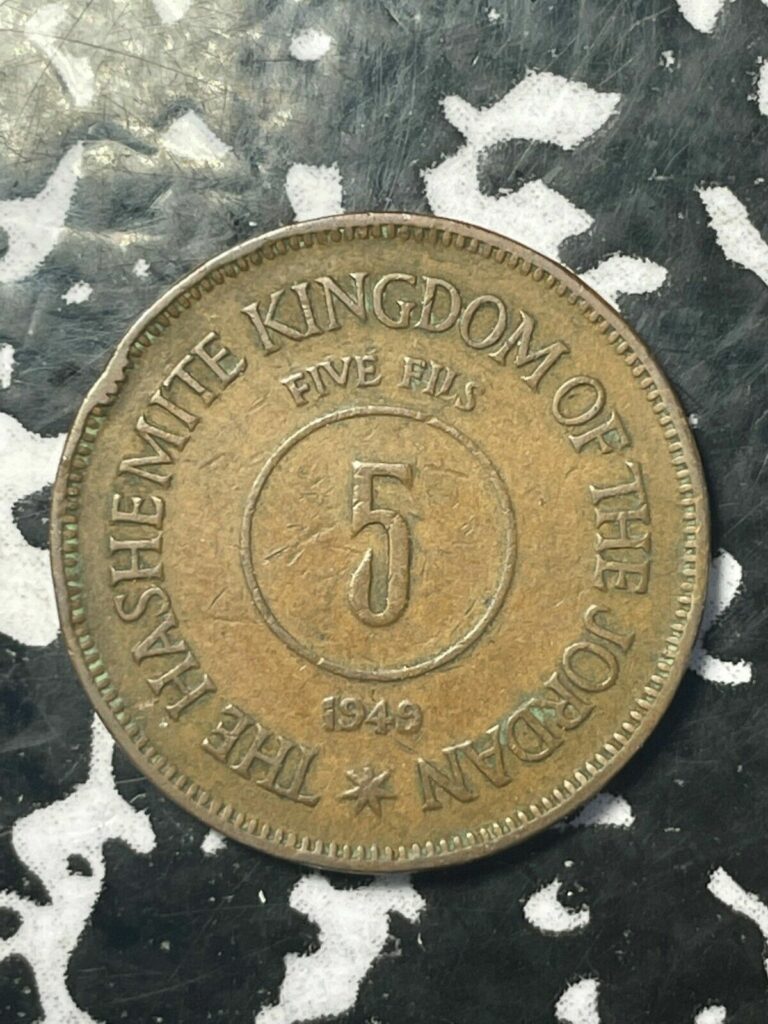 THE HASHEMITE KINGDOM OF THE JORDAN
FIVE FILS
5
1949